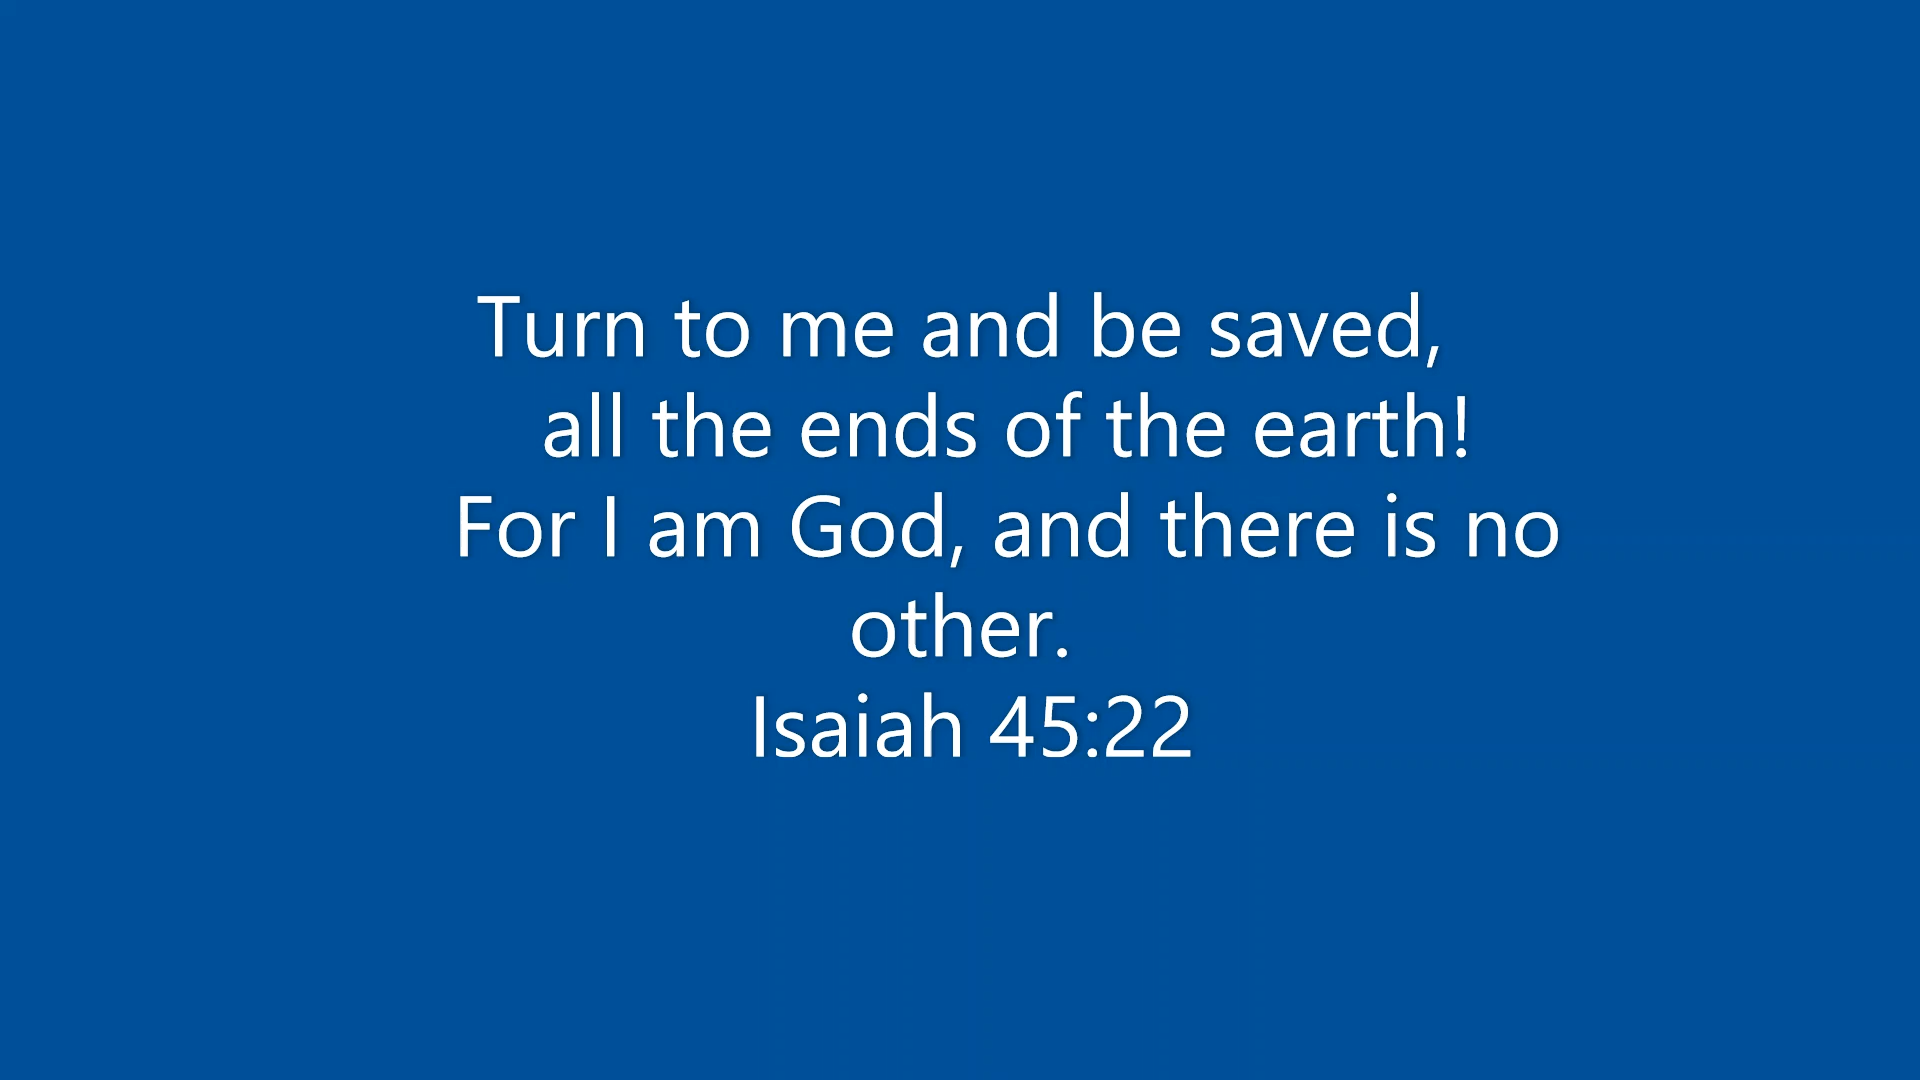 Turn to me and be saved,
all the ends of the earth!
For I am God, and there is no
other.
Isaiah 45:22